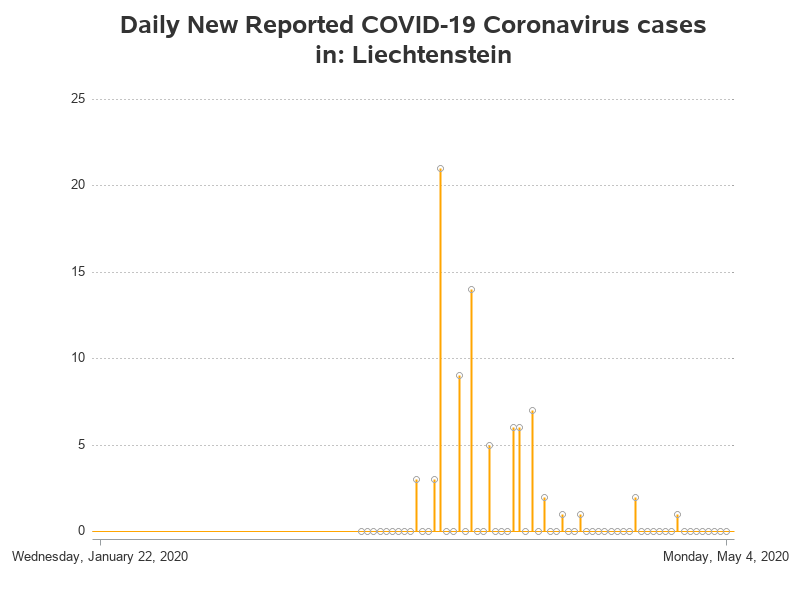 Daily New Reported COVID-19 Coronavirus cases
in: Liechtenstein
25
20
15
10
5
0
Wednesday, January 22, 2020
Monday, May 4, 2020